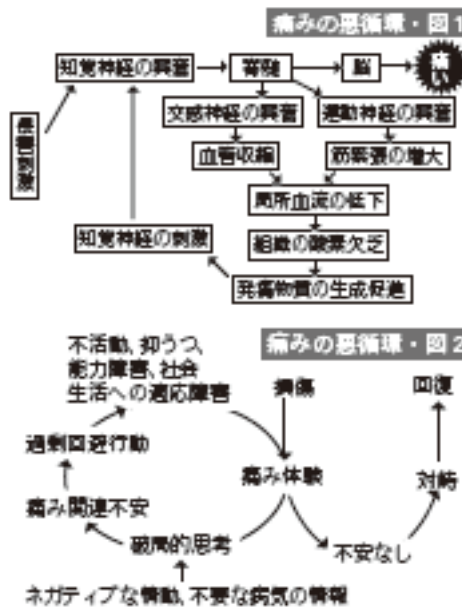 痛みの悪循環・図1
知覚神経の興奮
脊髄
脳
痛み
侵害刺激
交感神経の興奮
運動神経の興奮
血管収縮
筋緊張の増大
局所血流の低下
知覚神経の刺激
組織の酸素欠乏
発痛物質の生成促進
痛みの悪循環・図2
不活動、抑うつ、
能力障害、社会
生活への適応障害
損傷
回復
過剰回避行動
痛み体験
対峙
痛み関連不安
破局的思考
不安なし
ネガティブな情動、不要な病気の情報